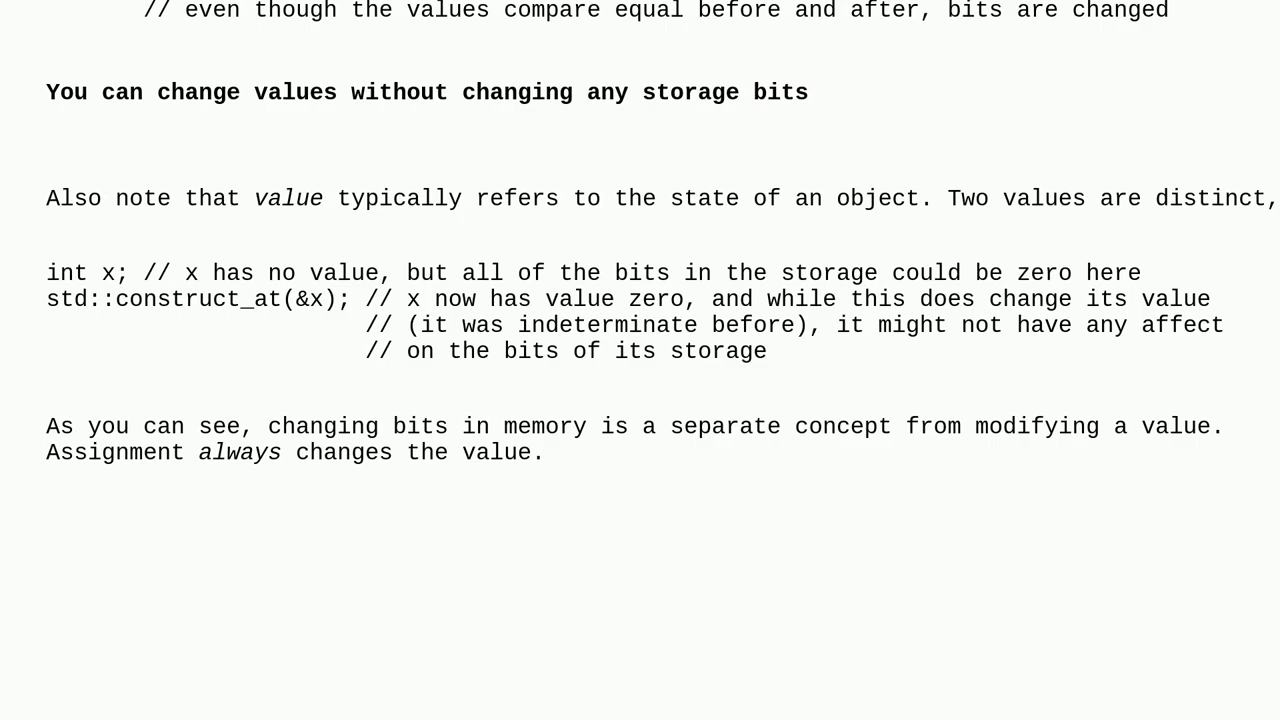 // even though the values compare equal before and after, bits are changed
You can change values without changing any storage bits
Also note that value typically refers to the state of an object. Two values are distinct,
int x; // x has no value, but all of the bits in the storage could be zero here
std::construct_at(&x); // x now has value zero, and while this does change its value
// (it was indeterminate before), it might not have any affect
// on the bits of its storage
As you can see, changing bits in memory is a separate concept from modifying a value.
Assignment always changes the value.